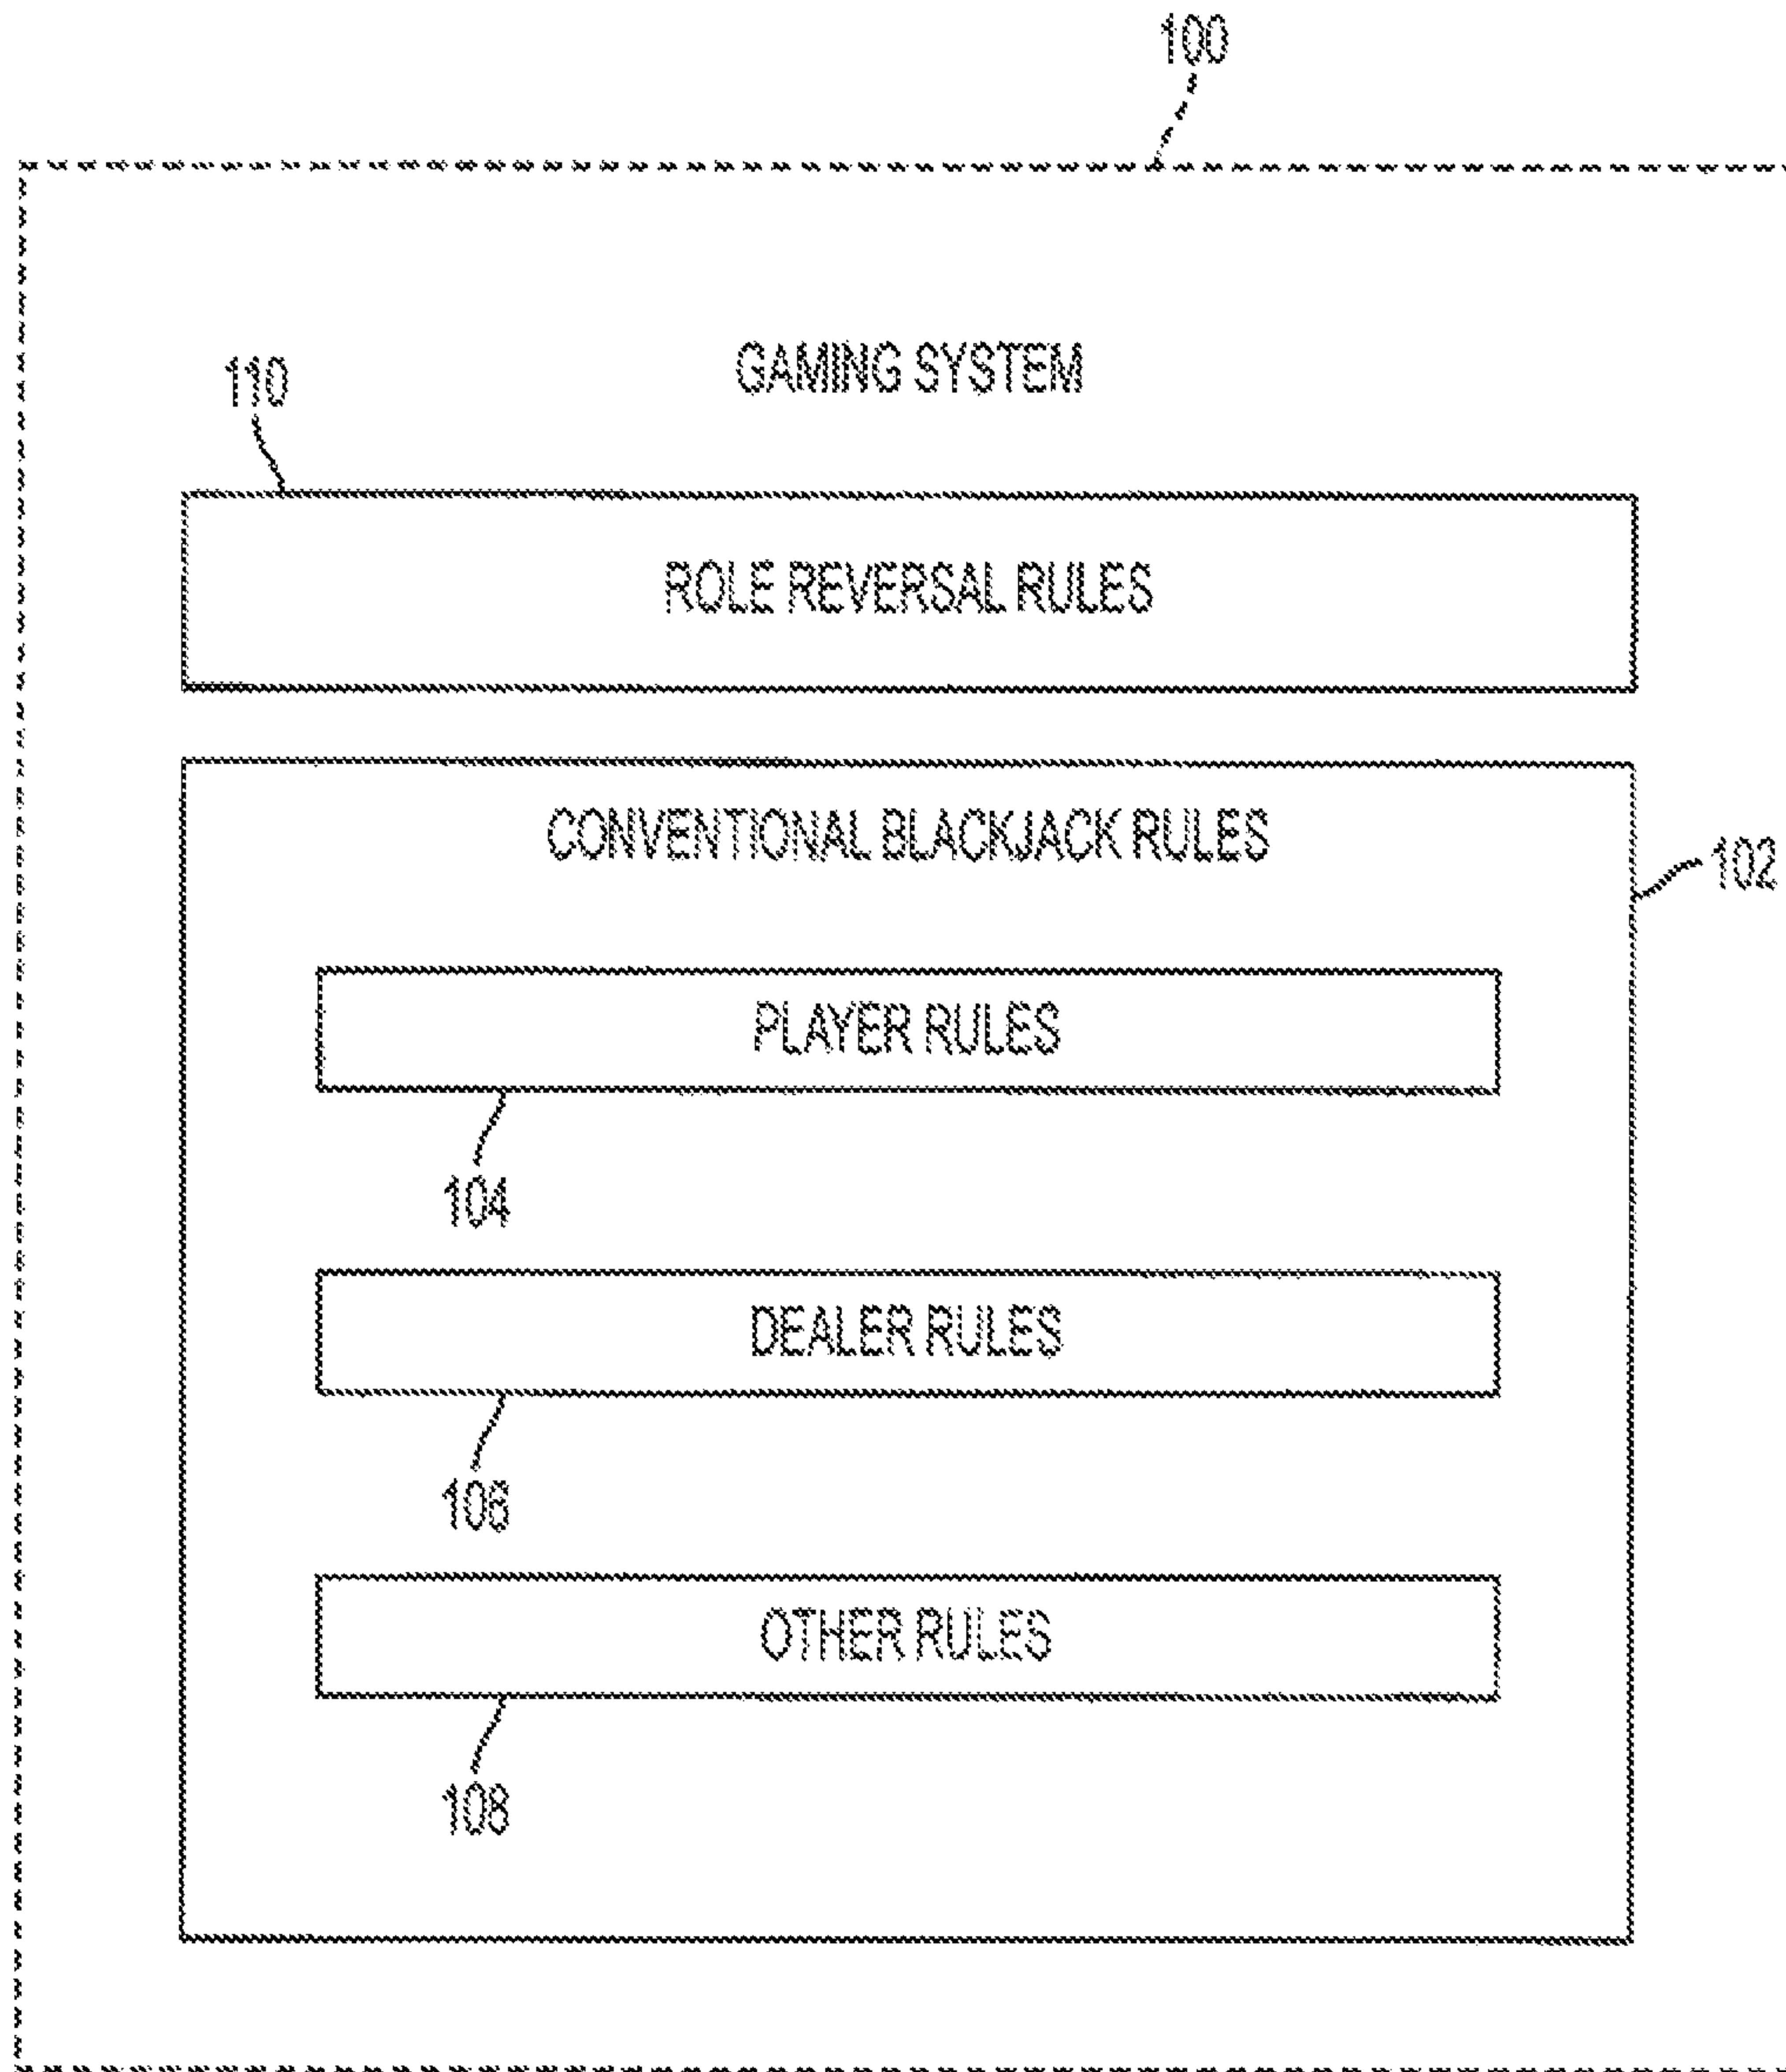 100
GAMING SYSTEM
110
ROLE REVERSAL RULES
CONVENTIONAL BLACKJACK RULES
102
PLAYER RULES
104
DEALER RULES
106
OTHER RULES
108